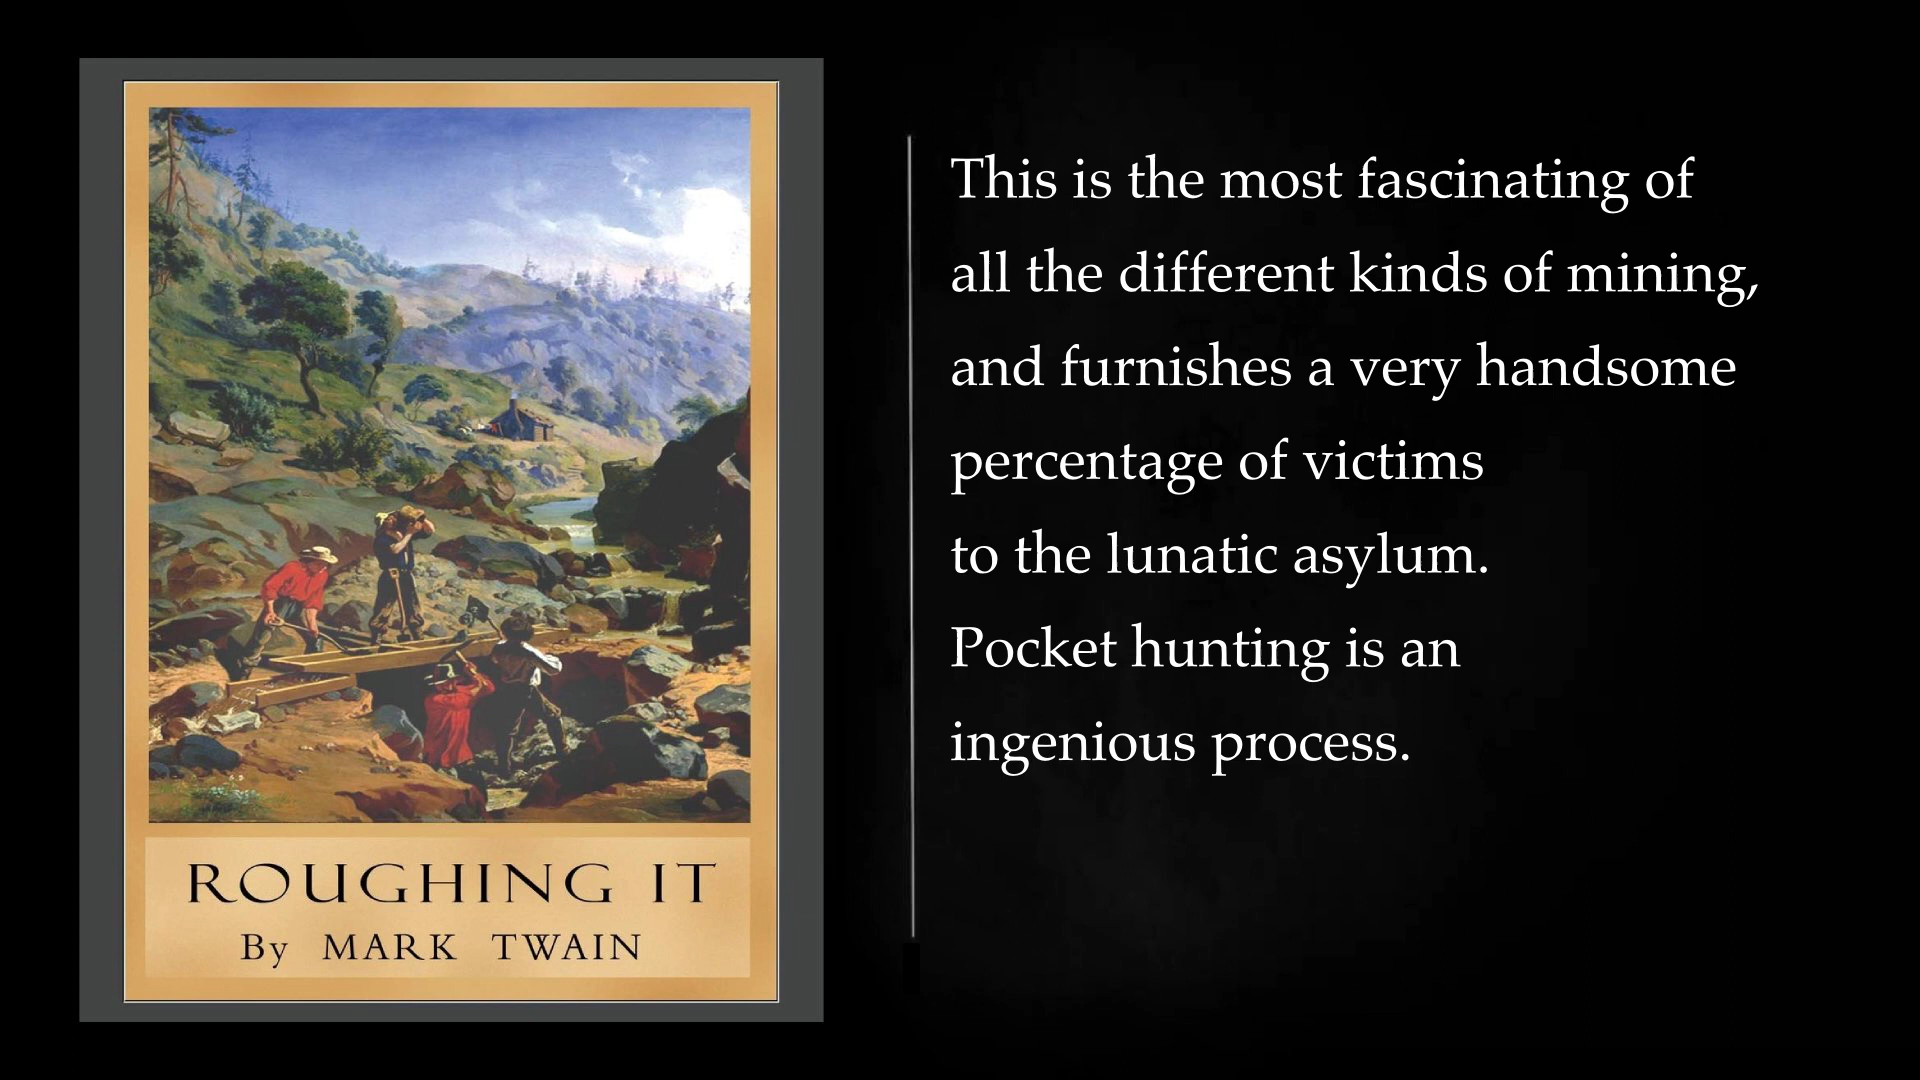 ROUGHING IT
By MARK TWAIN
This is the most fascinating of
all the different kinds of mining,
and furnishes a very handsome
percentage of victims
to the lunatic asylum.
Pocket hunting is an
ingenious process.